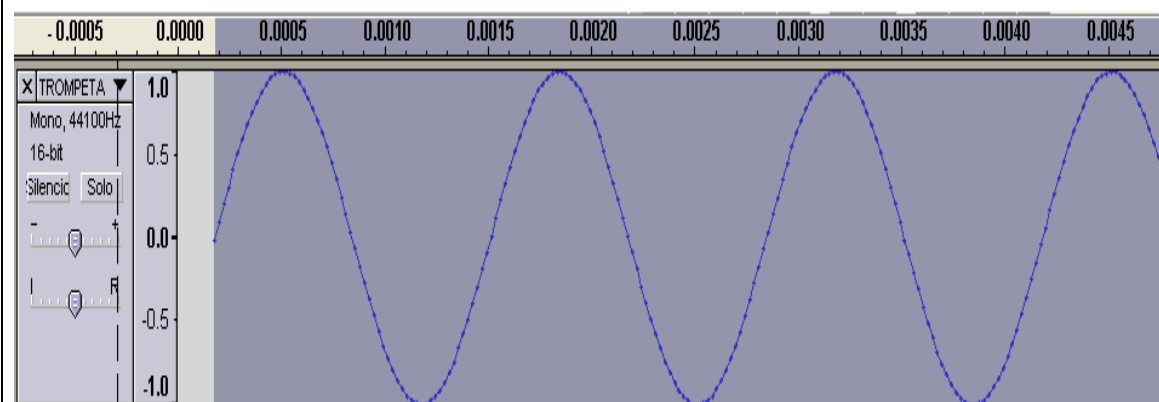 - 0.0005 0.0000 0.0005 0.0010 0.0015 0.0020 0.0025 0.0030 0.0035 0.0040 0.0045
X TROMPETA ▼ 1.0
Mono, 44100Hz
16-bit 0.5
Silencio Solo
- +
0.0
I R
-0.5
-1.0